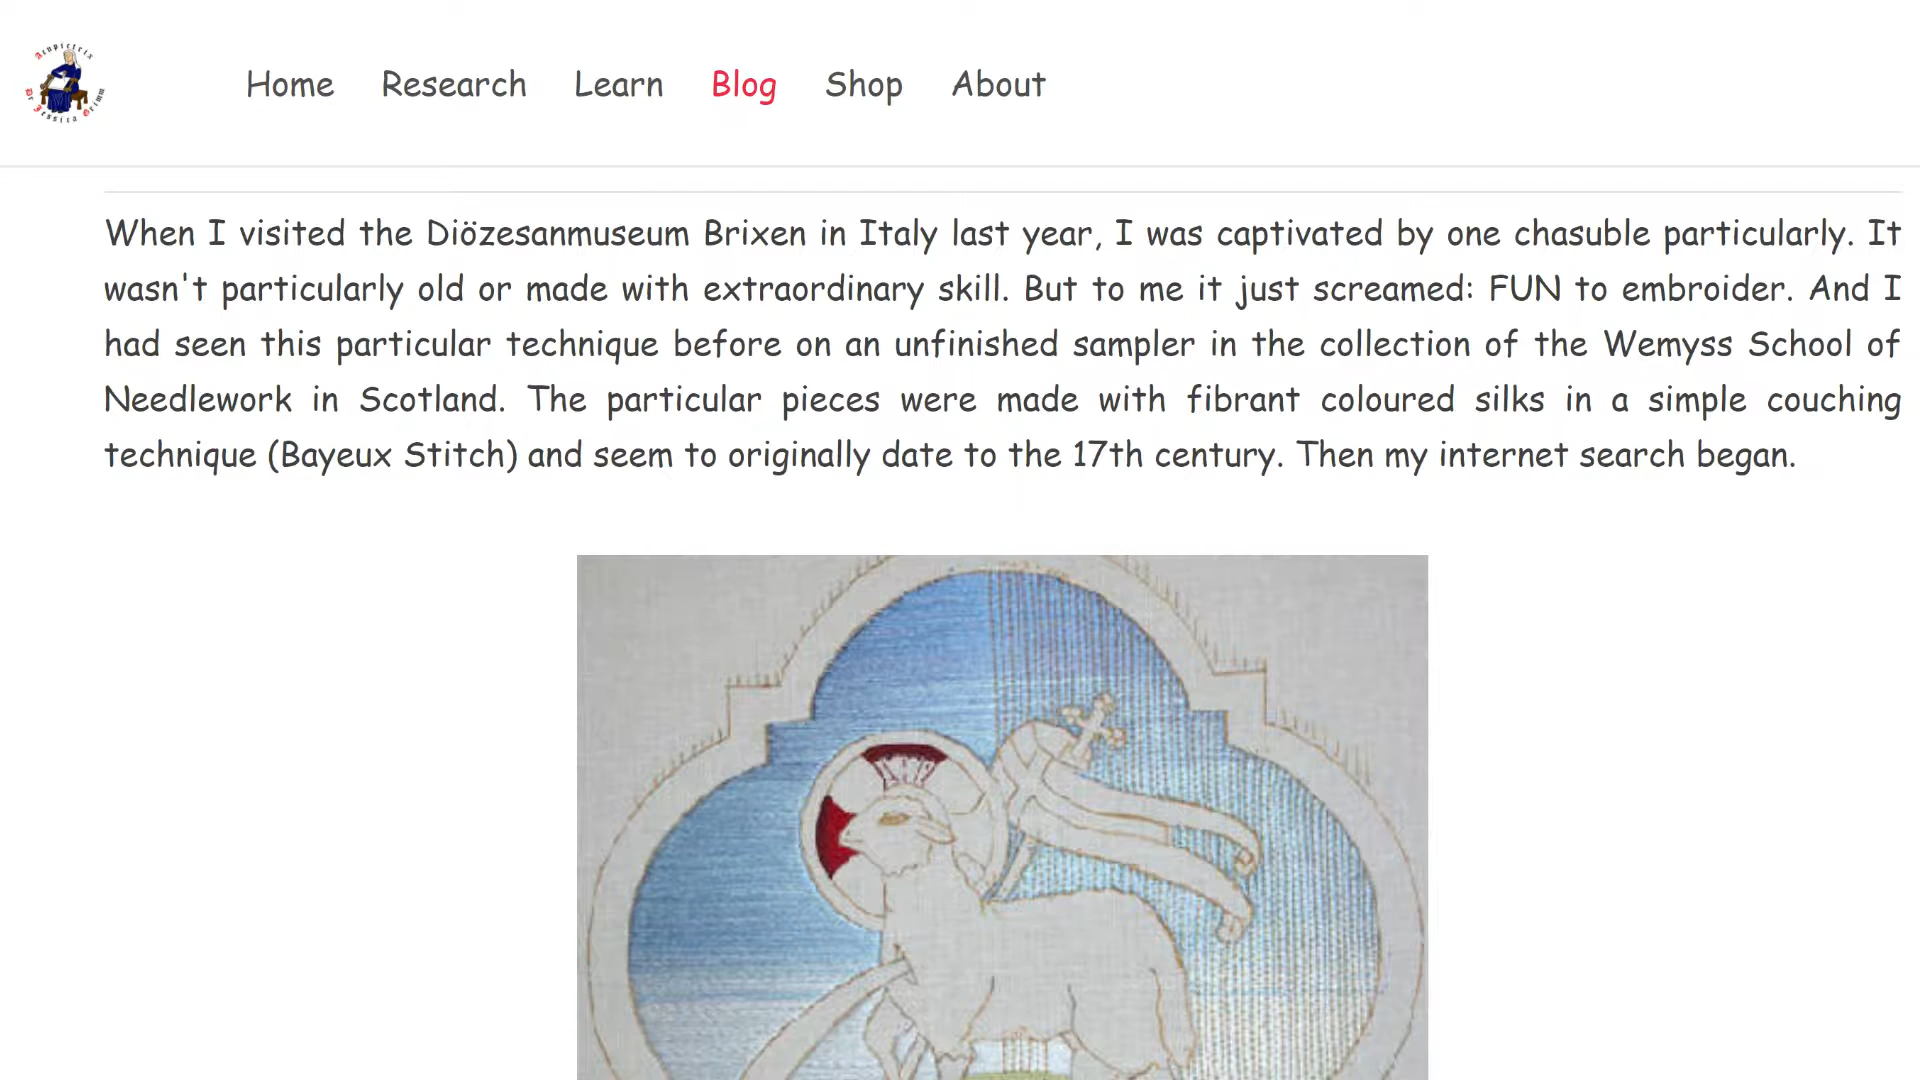 Acupictrix
Dr Jessica Grimm
Home Research Learn Blog Shop About
When I visited the Diözesanmuseum Brixen in Italy last year, I was captivated by one chasuble particularly. It
wasn't particularly old or made with extraordinary skill. But to me it just screamed: FUN to embroider. And I
had seen this particular technique before on an unfinished sampler in the collection of the Wemyss School of
Needlework in Scotland. The particular pieces were made with fibrant coloured silks in a simple couching
technique (Bayeux Stitch) and seem to originally date to the 17th century. Then my internet search began.